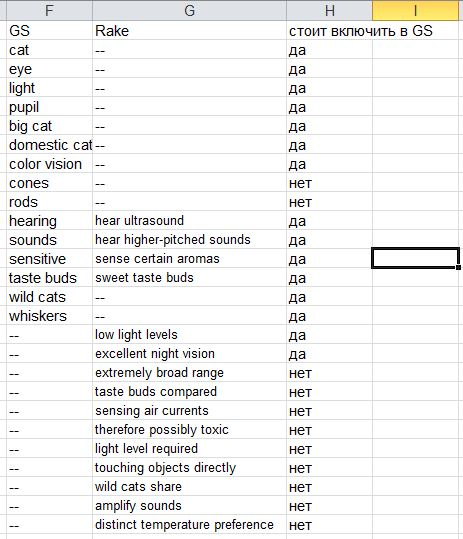 F G H I
GS Rake стоит включить в GS
cat -- да
eye -- да
light -- да
pupil -- да
big cat -- да
domestic cat -- да
color vision -- да
cones -- нет
rods -- нет
hearing hear ultrasound да
sounds hear higher-pitched sounds да
sensitive sense certain aromas да
taste buds sweet taste buds да
wild cats -- да
whiskers -- да
-- low light levels да
-- excellent night vision да
-- extremely broad range нет
-- taste buds compared нет
-- sensing air currents нет
-- therefore possibly toxic нет
-- light level required нет
-- touching objects directly нет
-- wild cats share нет
-- amplify sounds нет
-- distinct temperature preference нет